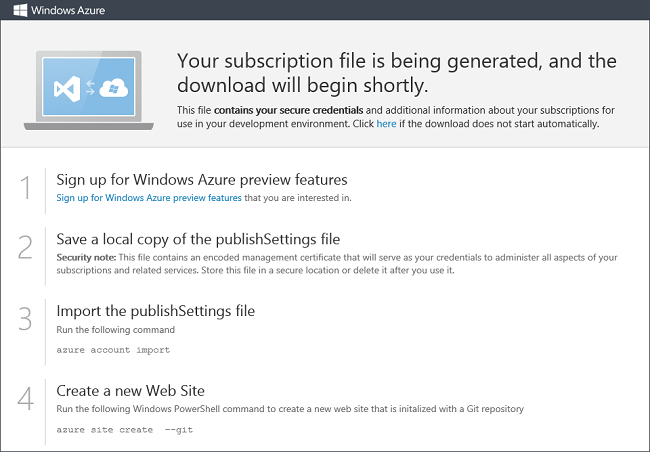 Windows Azure
Your subscription file is being generated, and the
download will begin shortly.
This file contains your secure credentials and additional information about your subscriptions for
use in your development environment. Click here if the download does not start automatically.
1
Sign up for Windows Azure preview features
Sign up for Windows Azure preview features that you are interested in.
2
Save a local copy of the publishSettings file
Security note: This file contains an encoded management certificate that will serve as your credentials to administer all aspects of your
subscriptions and related services. Store this file in a secure location or delete it after you use it.
3
Import the publishSettings file
Run the following command
azure account import
4
Create a new Web Site
Run the following Windows PowerShell command to create a new web site that is initalized with a Git repository
azure site create --git